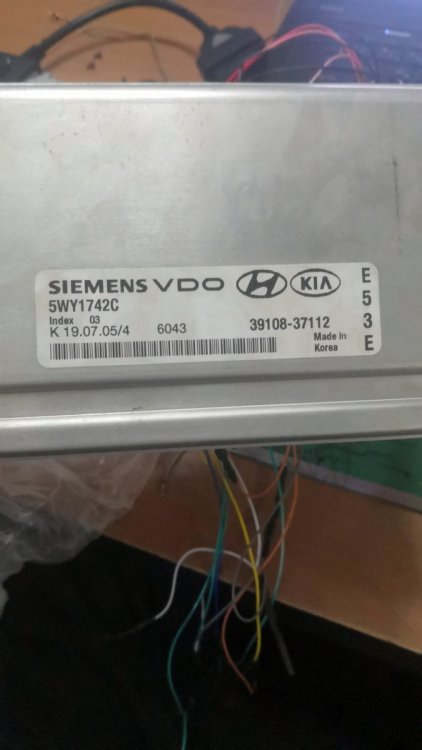 SIEMENS VDO KIA
5WY1742C
Index 03
K 19.07.05/4 6043 39108-37112
Made in
Korea
E
5
3
E